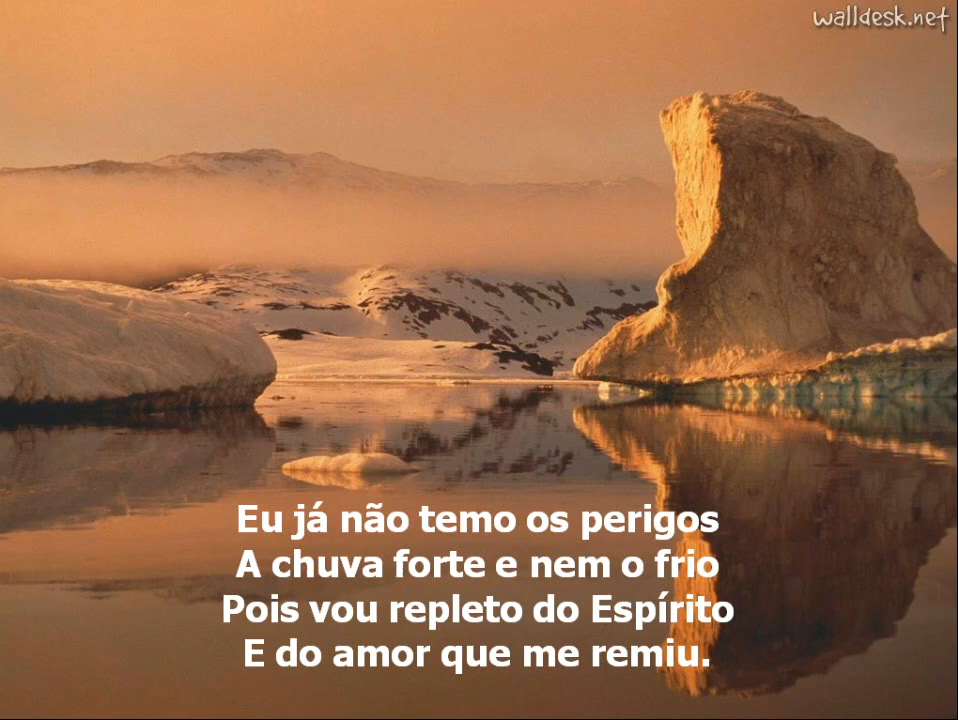 walldesk.net
Eu já não temo os perigos
A chuva forte e nem o frio
Pois vou repleto do Espírito
E do amor que me remiu.